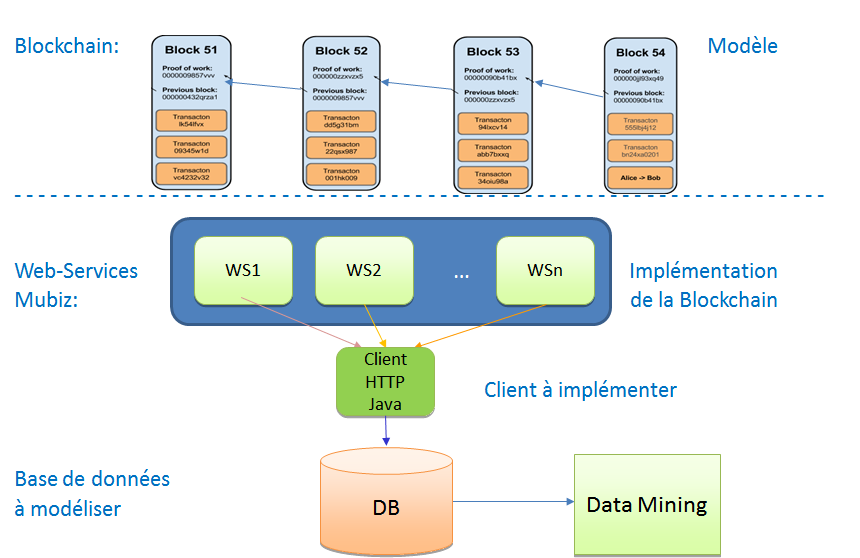 Blockchain:
Modèle
Block 51
Proof of work:
0000009857vvv
Previous block:
000000432qrza1
Transacton
lk54lfvx
Transacton
09345w1d
Transacton
vc4232v32
Block 52
Proof of work:
000000zzxvzx5
Previous block:
0000009857vvv
Transacton
dd5g31bm
Transacton
22qsx987
Transacton
001hk009
Block 53
Proof of work:
00000090b41bx
Previous block:
000000zzxvzx5
Transacton
94lxcv14
Transacton
abb7bxxq
Transacton
34oiu98a
Block 54
Proof of work:
000000jl93xq49
Previous block:
00000090b41bx
Transacton
555lbj4j12
Transacton
bn24xa0201
Alice -> Bob
Web-Services
Mubiz:
WS1
WS2
...
WSn
Implémentation
de la Blockchain
Client
HTTP
Java
Client à implémenter
Base de données
à modéliser
DB
Data Mining